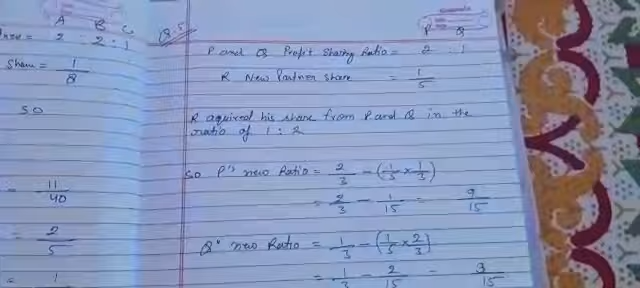 A B C
= 2 : 2 : 1
Share = 1/8
so
= 11/40
= 2/5
= 1
Q.5
P Q
P and Q Profit Sharing Ratio = 2 : 1
R New Partner share = 1/5
R aquired his share from P and Q in the
ratio of 1 : 2
so P's new Ratio = 2/3 - (1/5 × 1/3)
= 2/3 - 1/15 = 9/15
Q" new Ratio = 1/3 - (1/5 × 2/3)
= 1/3 - 2/15 - 3/15